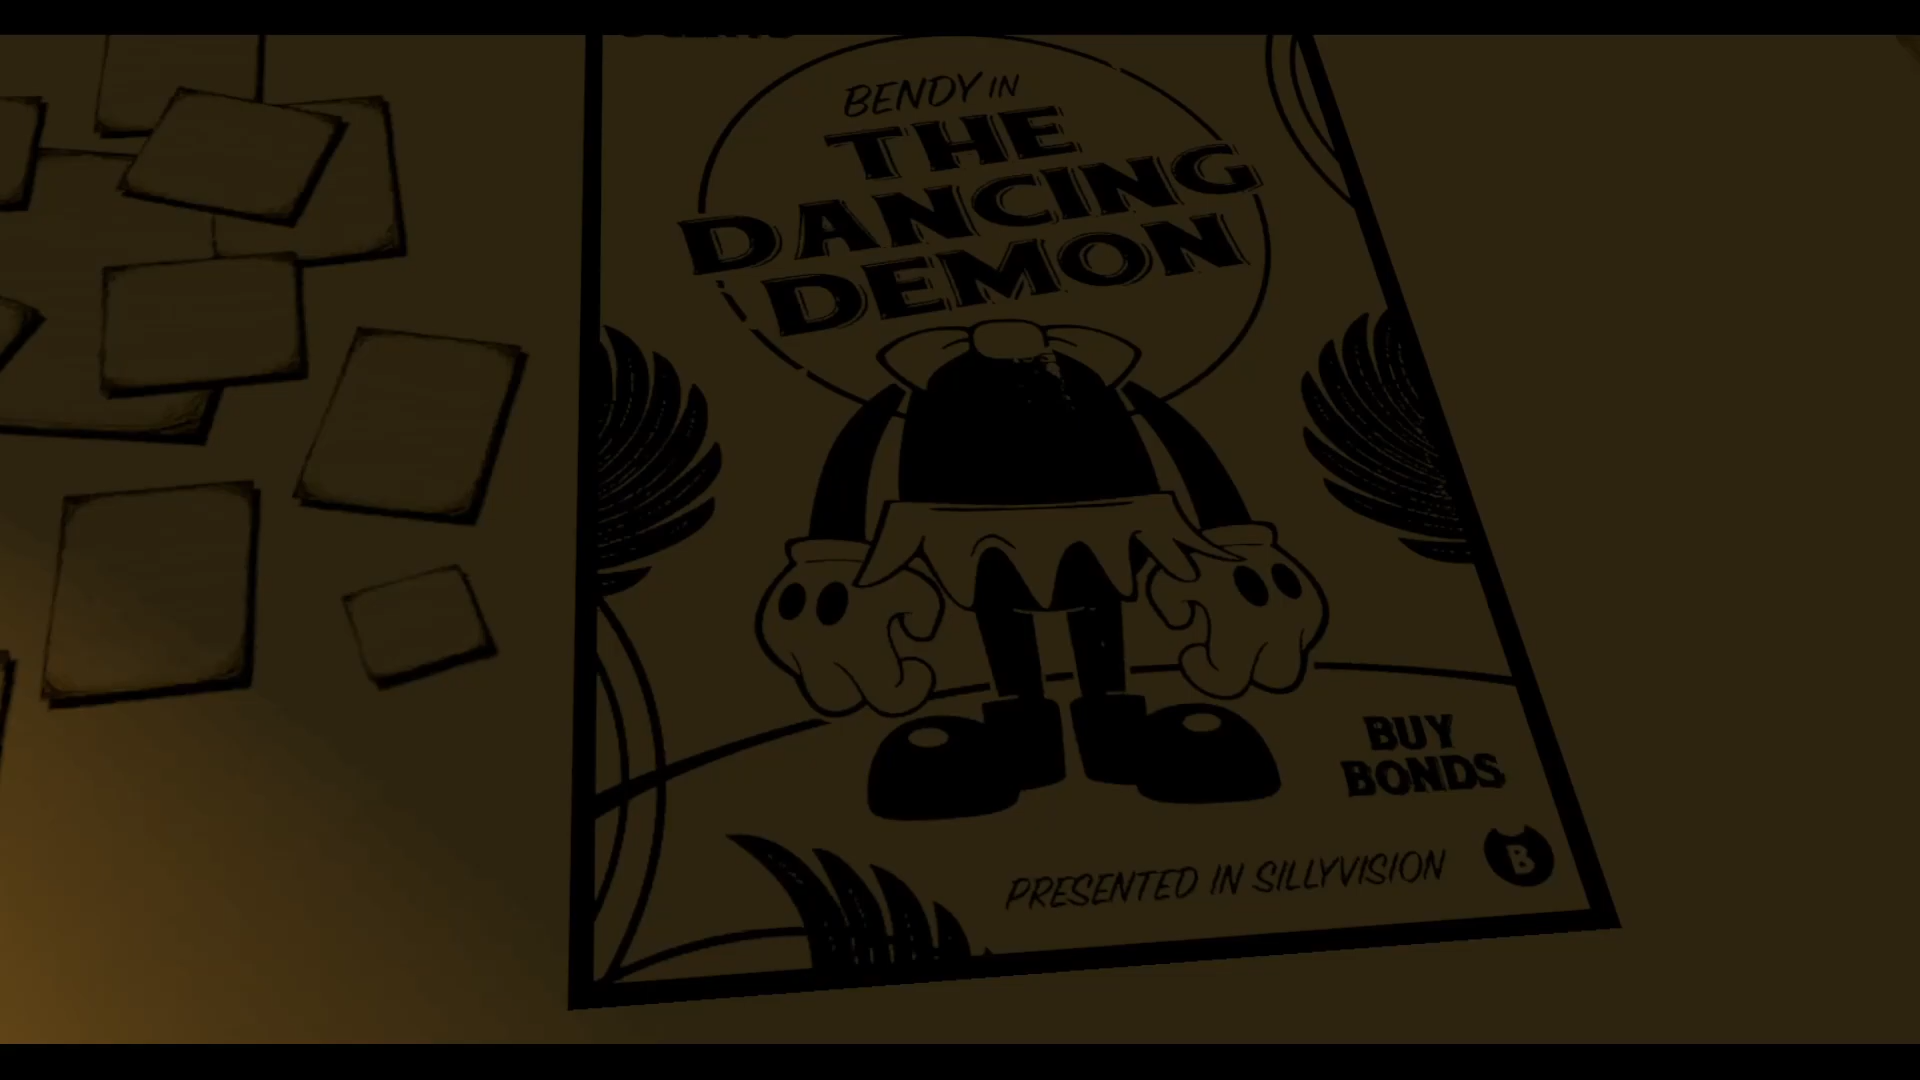 BENDY IN
THE
DANCING
DEMON
BUY
BONDS
PRESENTED IN SILLYVISION
B